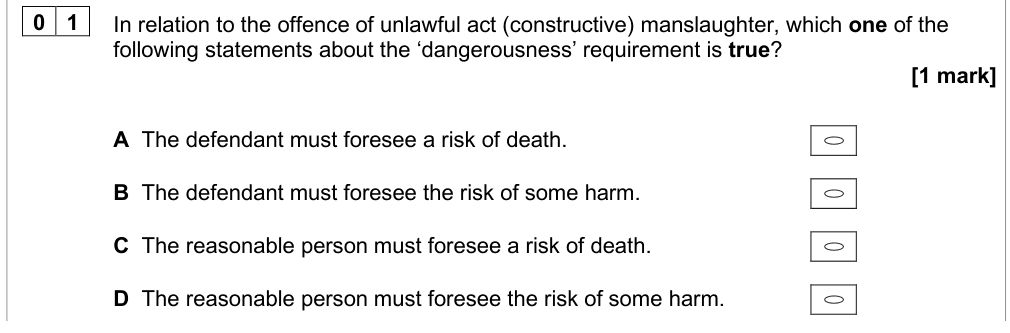 0 1 In relation to the offence of unlawful act (constructive) manslaughter, which one of the
following statements about the ‘dangerousness’ requirement is true?
[1 mark]
A The defendant must foresee a risk of death.
B The defendant must foresee the risk of some harm.
C The reasonable person must foresee a risk of death.
D The reasonable person must foresee the risk of some harm.